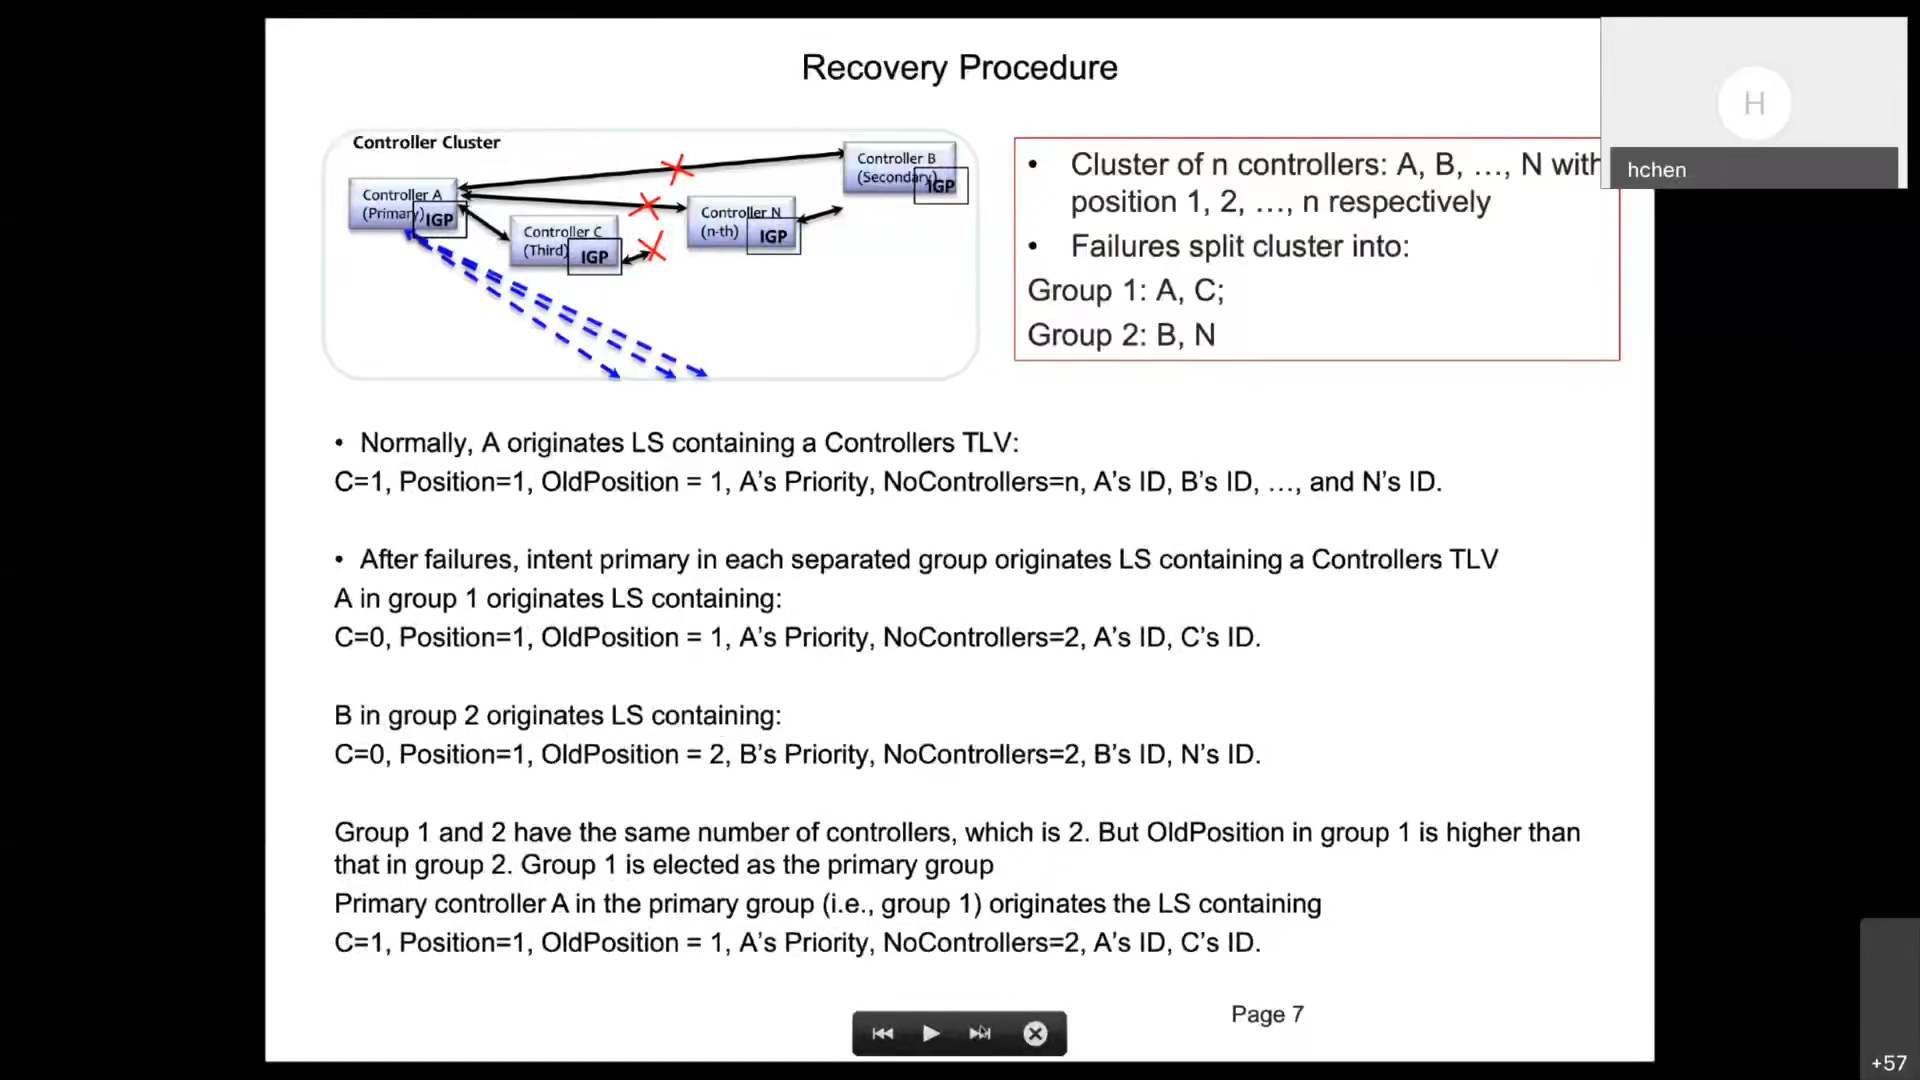 Recovery Procedure
Controller Cluster
Controller A
(Primary)
IGP
Controller B
(Secondary)
IGP
Controller C
(Third)
IGP
Controller N
(n-th)
IGP
• Cluster of n controllers: A, B, …, N with
position 1, 2, …, n respectively
• Failures split cluster into:
Group 1: A, C;
Group 2: B, N
H
hchen
• Normally, A originates LS containing a Controllers TLV:
C=1, Position=1, OldPosition = 1, A’s Priority, NoControllers=n, A’s ID, B’s ID, …, and N’s ID.
• After failures, intent primary in each separated group originates LS containing a Controllers TLV
A in group 1 originates LS containing:
C=0, Position=1, OldPosition = 1, A’s Priority, NoControllers=2, A’s ID, C’s ID.
B in group 2 originates LS containing:
C=0, Position=1, OldPosition = 2, B’s Priority, NoControllers=2, B’s ID, N’s ID.
Group 1 and 2 have the same number of controllers, which is 2. But OldPosition in group 1 is higher than
that in group 2. Group 1 is elected as the primary group
Primary controller A in the primary group (i.e., group 1) originates the LS containing
C=1, Position=1, OldPosition = 1, A’s Priority, NoControllers=2, A’s ID, C’s ID.
Page 7
+57